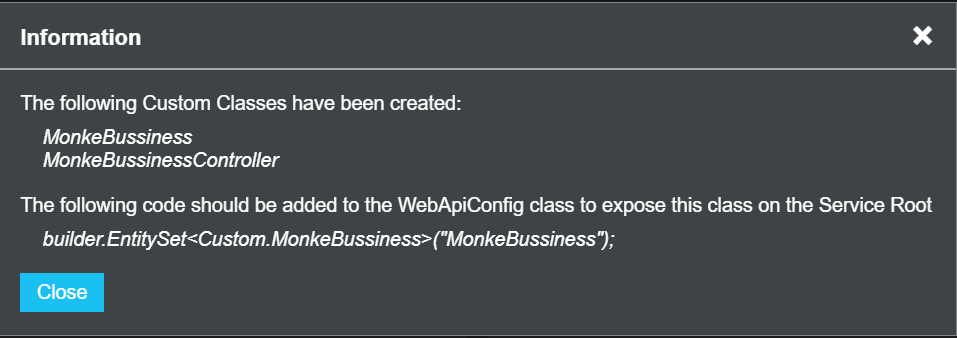 Information
The following Custom Classes have been created:
MonkeBussiness
MonkeBussinessController
The following code should be added to the WebApiConfig class to expose this class on the Service Root
builder.EntitySet<Custom.MonkeBussiness>("MonkeBussiness");
Close